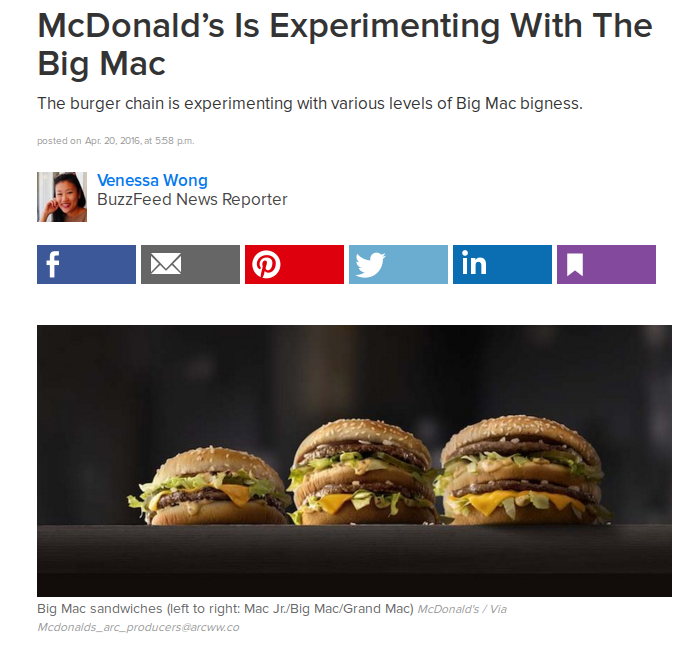 McDonald's Is Experimenting With The
Big Mac
The burger chain is experimenting with various levels of Big Mac bigness.
posted on Apr. 20, 2016, at 5:58 p.m.
Venessa Wong
BuzzFeed News Reporter
Big Mac sandwiches (left to right: Mac Jr./Big Mac/Grand Mac) McDonald's / Via
Mcdonalds_arc_producers@arcww.co